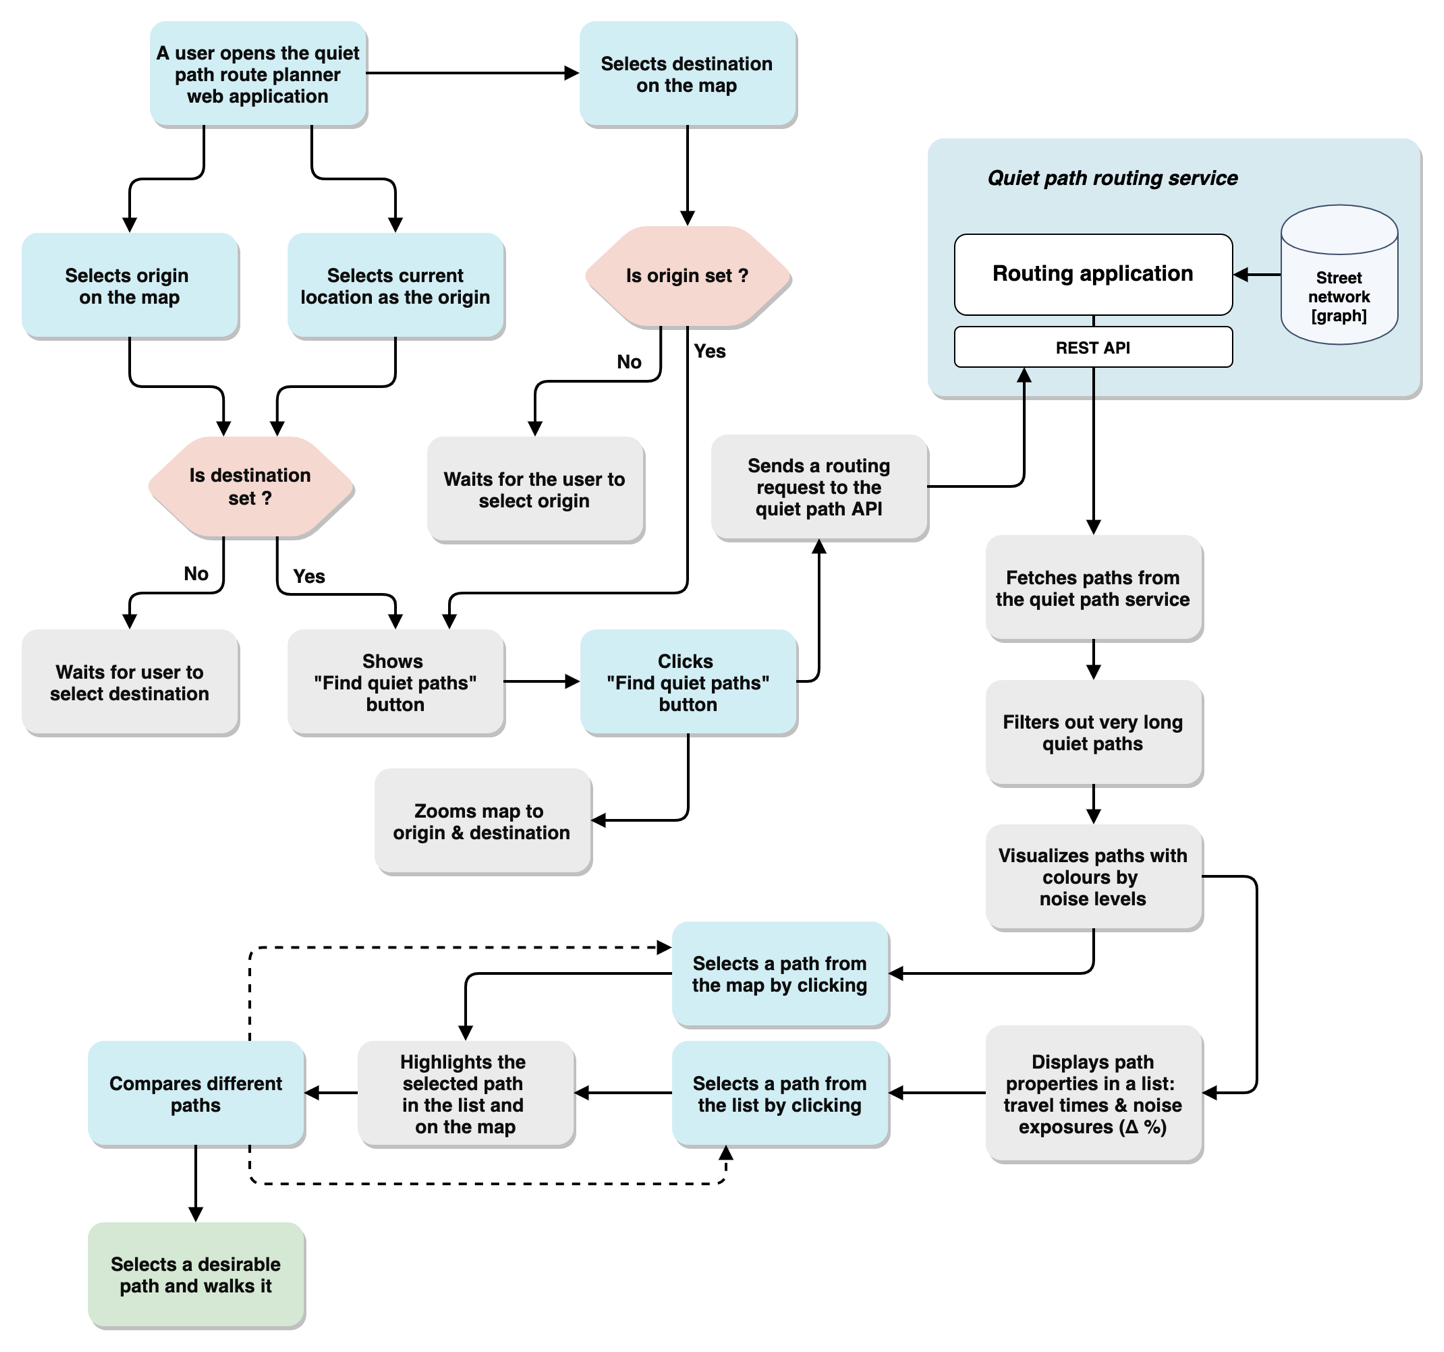 A user opens the quiet
path route planner
web application
Selects destination
on the map
Quiet path routing service
Routing application
Street
network
[graph]
REST API
Selects origin
on the map
Selects current
location as the origin
Is origin set ?
No
Yes
Is destination
set ?
Waits for the user to
select origin
Sends a routing
request to the
quiet path API
No
Yes
Fetches paths from
the quiet path service
Waits for user to
select destination
Shows
"Find quiet paths"
button
Clicks
"Find quiet paths"
button
Filters out very long
quiet paths
Zooms map to
origin & destination
Visualizes paths with
colours by
noise levels
Selects a path from
the map by clicking
Compares different
paths
Highlights the
selected path
in the list and
on the map
Selects a path from
the list by clicking
Displays path
properties in a list:
travel times & noise
exposures (Δ %)
Selects a desirable
path and walks it